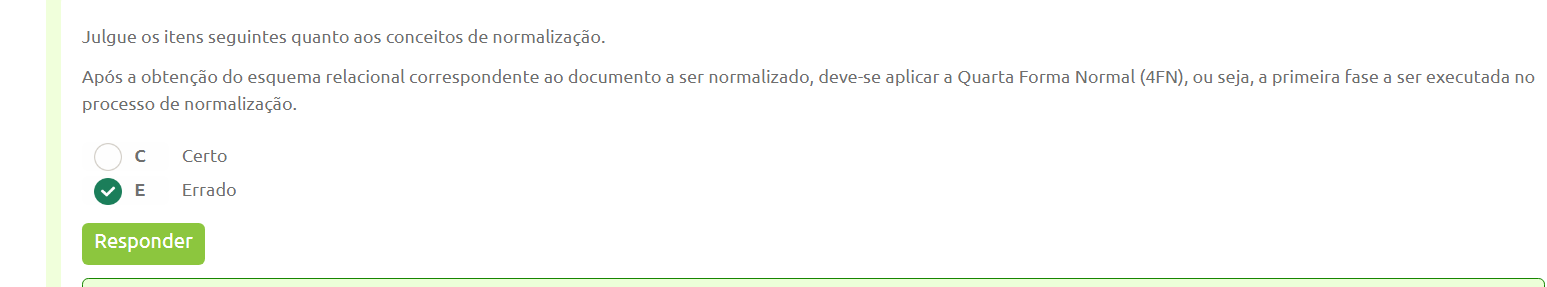 Julgue os itens seguintes quanto aos conceitos de normalização.
Após a obtenção do esquema relacional correspondente ao documento a ser normalizado, deve-se aplicar a Quarta Forma Normal (4FN), ou seja, a primeira fase a ser executada no
processo de normalização.
C Certo
E Errado
Responder